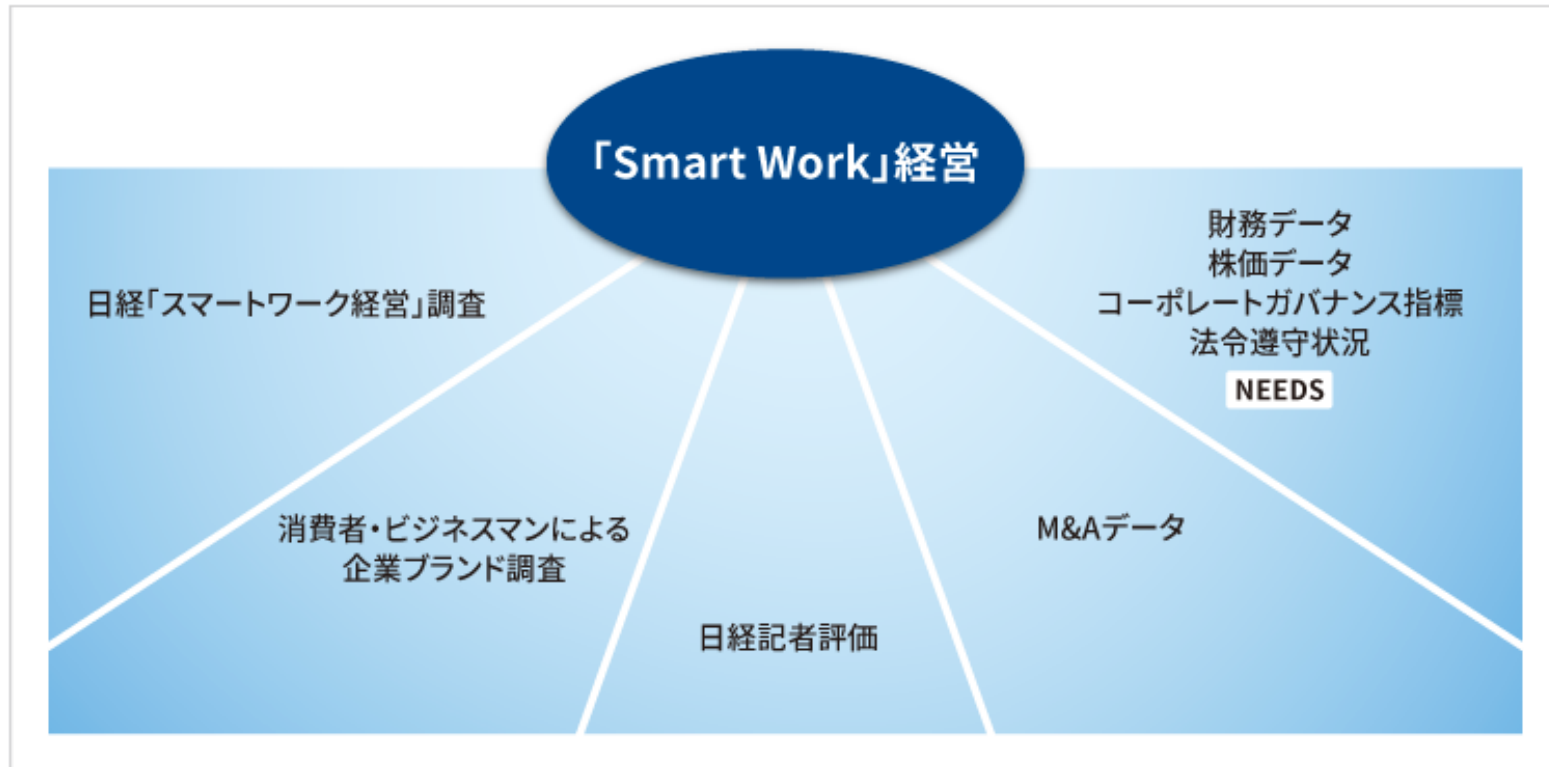 「Smart Work」経営
日経「スマートワーク経営」調査
消費者・ビジネスマンによる
企業ブランド調査
日経記者評価
M&Aデータ
財務データ
株価データ
コーポレートガバナンス指標
法令遵守状況
NEEDS